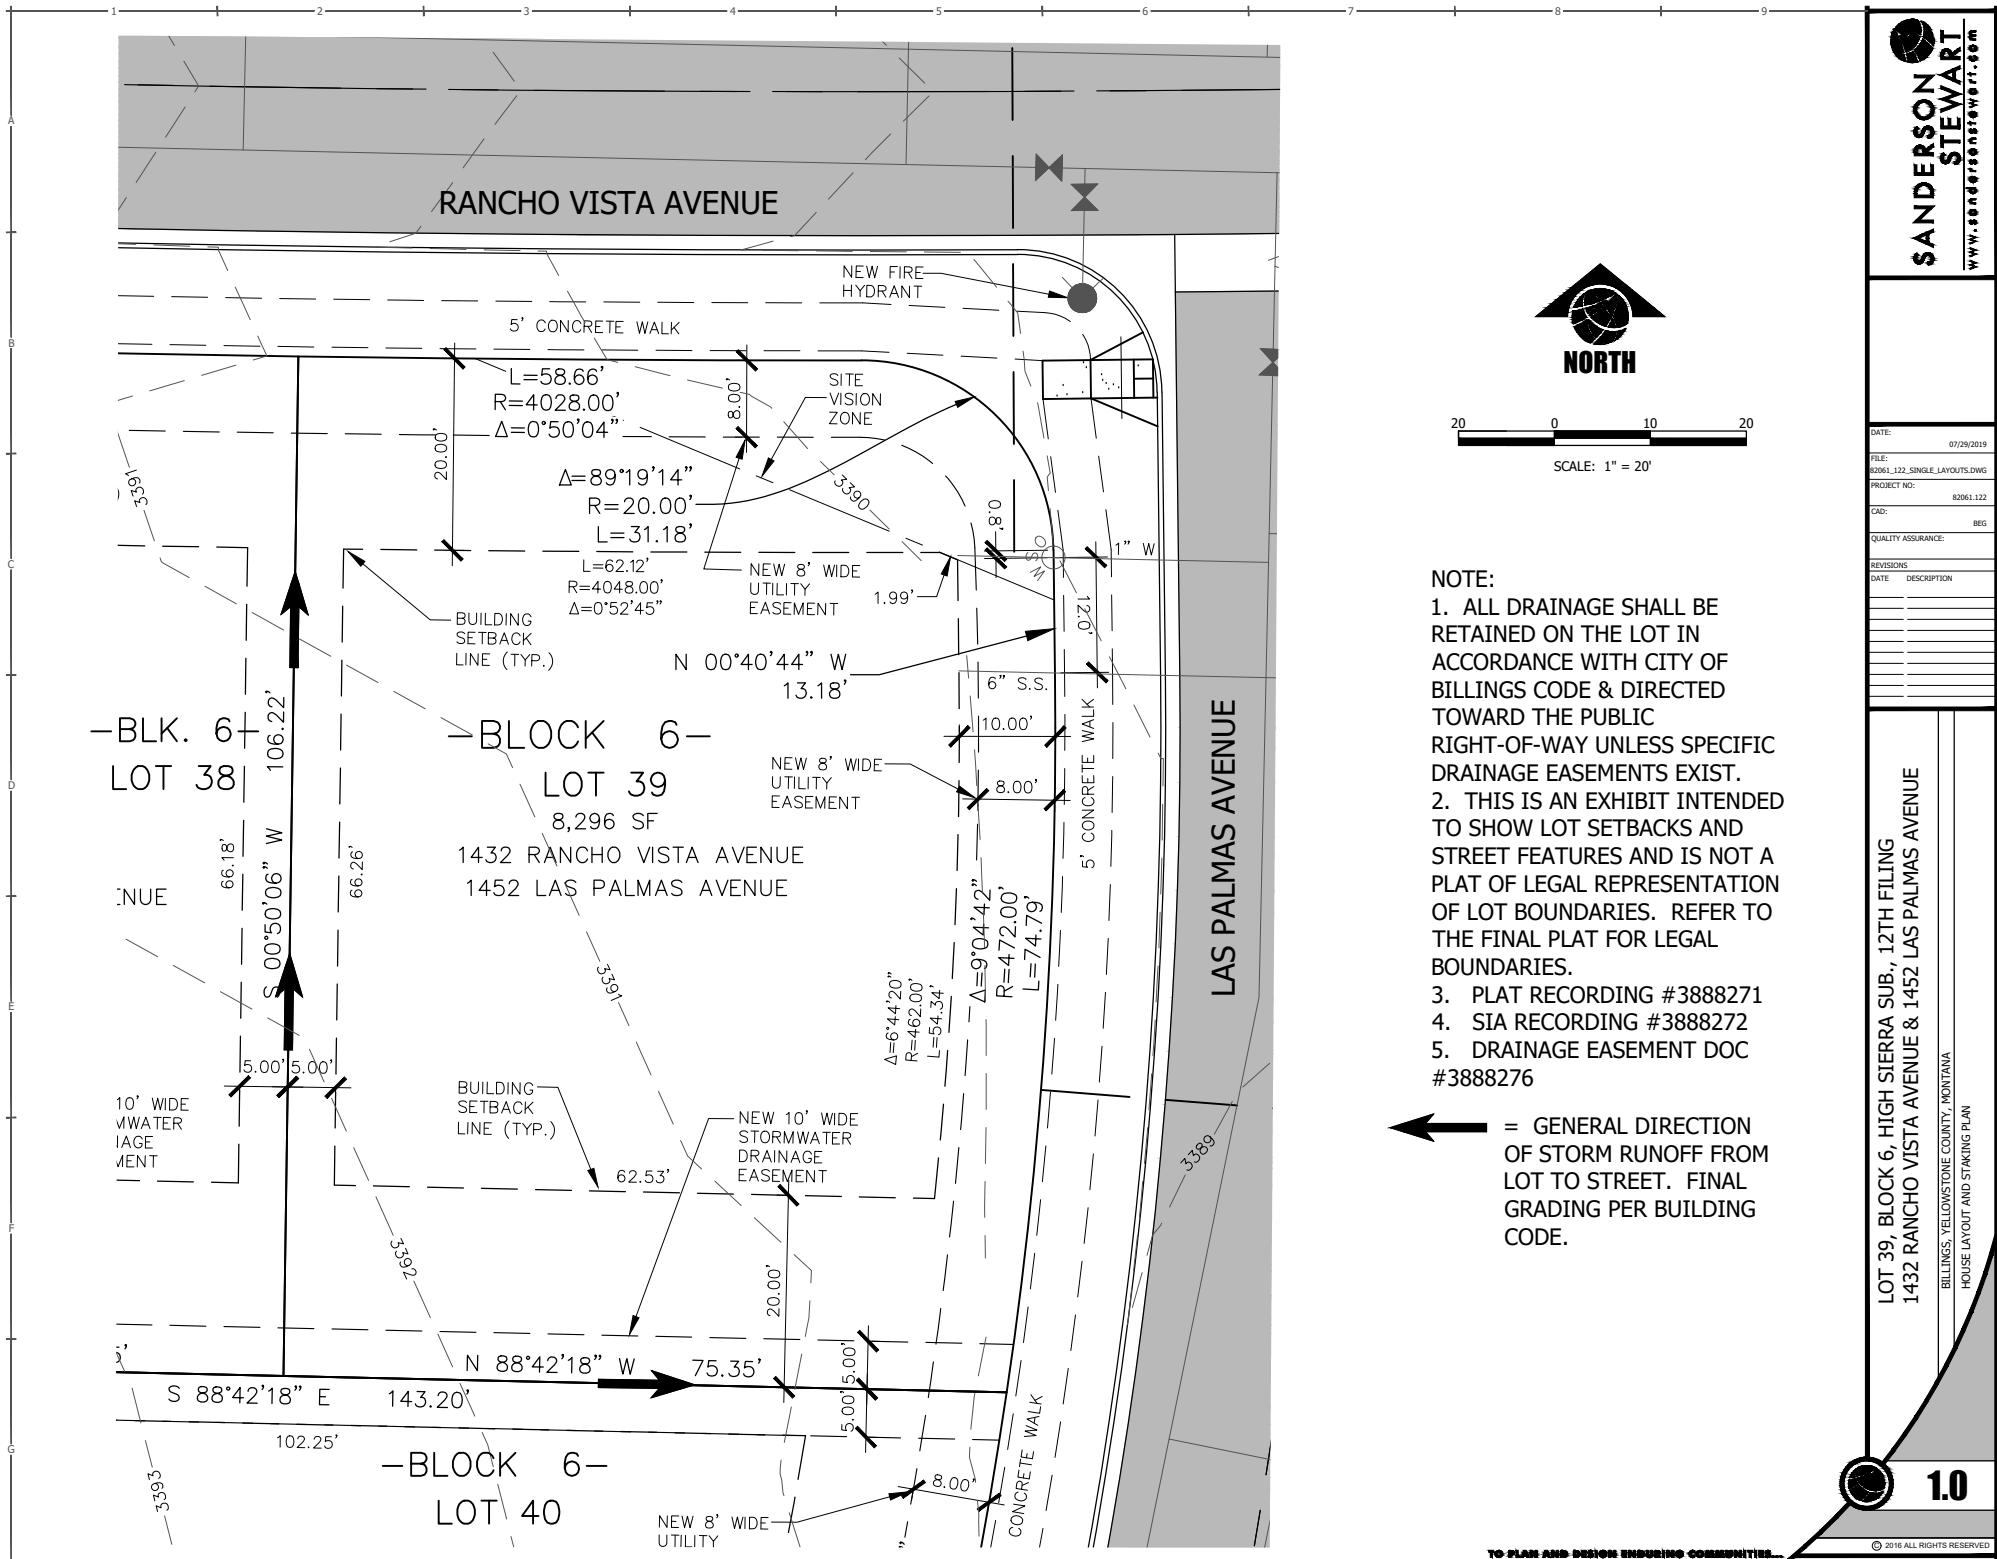 1 2 3 4 5 6 7 8 9
A
B
C
D
E
F
G
RANCHO VISTA AVENUE
NEW FIRE
HYDRANT
5' CONCRETE WALK
L=58.66'
R=4028.00'
Δ=0°50'04"
8.00'
20.00'
SITE
VISION
ZONE
3391
3390
Δ=89°19'14"
R=20.00'
L=31.18'
L=62.12'
R=4048.00'
Δ=0°52'45"
NEW 8' WIDE
UTILITY
EASEMENT
1.99'
0.8'
WSO
1" W
12.0'
BUILDING
SETBACK
LINE (TYP.)
N 00°40'44" W
13.18'
6" S.S.
10.00'
8.00'
5' CONCRETE WALK
NEW 8' WIDE
UTILITY
EASEMENT
-BLK. 6-
LOT 38
S 00°50'06" W 106.22'
66.18'
66.26'
-BLOCK 6-
LOT 39
8,296 SF
1432 RANCHO VISTA AVENUE
1452 LAS PALMAS AVENUE
ENUE
LAS PALMAS AVENUE
3391
Δ=9°04'42"
R=472.00'
L=74.79'
Δ=6°44'20"
R=462.00'
L=54.34'
5.00' 5.00'
10' WIDE
MWATER
NAGE
MENT
BUILDING
SETBACK
LINE (TYP.)
NEW 10' WIDE
STORMWATER
DRAINAGE
EASEMENT
62.53'
3389
3392
20.00'
N 88°42'18" W 75.35'
S 88°42'18" E 143.20'
5.00'
5.00'
102.25'
3393
-BLOCK 6-
LOT 40
8.00'
NEW 8' WIDE
UTILITY
CONCRETE WALK
NORTH
20 0 10 20
SCALE: 1" = 20'
NOTE:
1. ALL DRAINAGE SHALL BE
RETAINED ON THE LOT IN
ACCORDANCE WITH CITY OF
BILLINGS CODE & DIRECTED
TOWARD THE PUBLIC
RIGHT-OF-WAY UNLESS SPECIFIC
DRAINAGE EASEMENTS EXIST.
2. THIS IS AN EXHIBIT INTENDED
TO SHOW LOT SETBACKS AND
STREET FEATURES AND IS NOT A
PLAT OF LEGAL REPRESENTATION
OF LOT BOUNDARIES. REFER TO
THE FINAL PLAT FOR LEGAL
BOUNDARIES.
3. PLAT RECORDING #3888271
4. SIA RECORDING #3888272
5. DRAINAGE EASEMENT DOC
#3888276
= GENERAL DIRECTION
OF STORM RUNOFF FROM
LOT TO STREET. FINAL
GRADING PER BUILDING
CODE.
SANDERSON
STEWART
www.sandersonstewart.com
DATE:
07/29/2019
FILE:
82061_122_SINGLE_LAYOUTS.DWG
PROJECT NO:
82061.122
CAD:
BEG
QUALITY ASSURANCE:
REVISIONS
DATE DESCRIPTION
LOT 39, BLOCK 6, HIGH SIERRA SUB., 12TH FILING
1432 RANCHO VISTA AVENUE & 1452 LAS PALMAS AVENUE
BILLINGS, YELLOWSTONE COUNTY, MONTANA
HOUSE LAYOUT AND STAKING PLAN
1.0
© 2016 ALL RIGHTS RESERVED
TO PLAN AND DESIGN ENDURING COMMUNITIES...